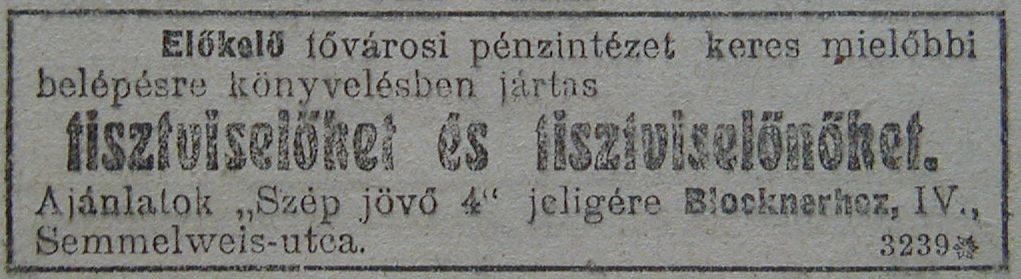 Előkelő fővárosi pénzintézet keres mielőbbi
belépésre könyvelésben jártas
tisztviselőket és tisztviselőnőket.
Ajánlatok „Szép jövő 4“ jeligére Blocknerhez, IV.,
Semmelweis-utca. 3239*